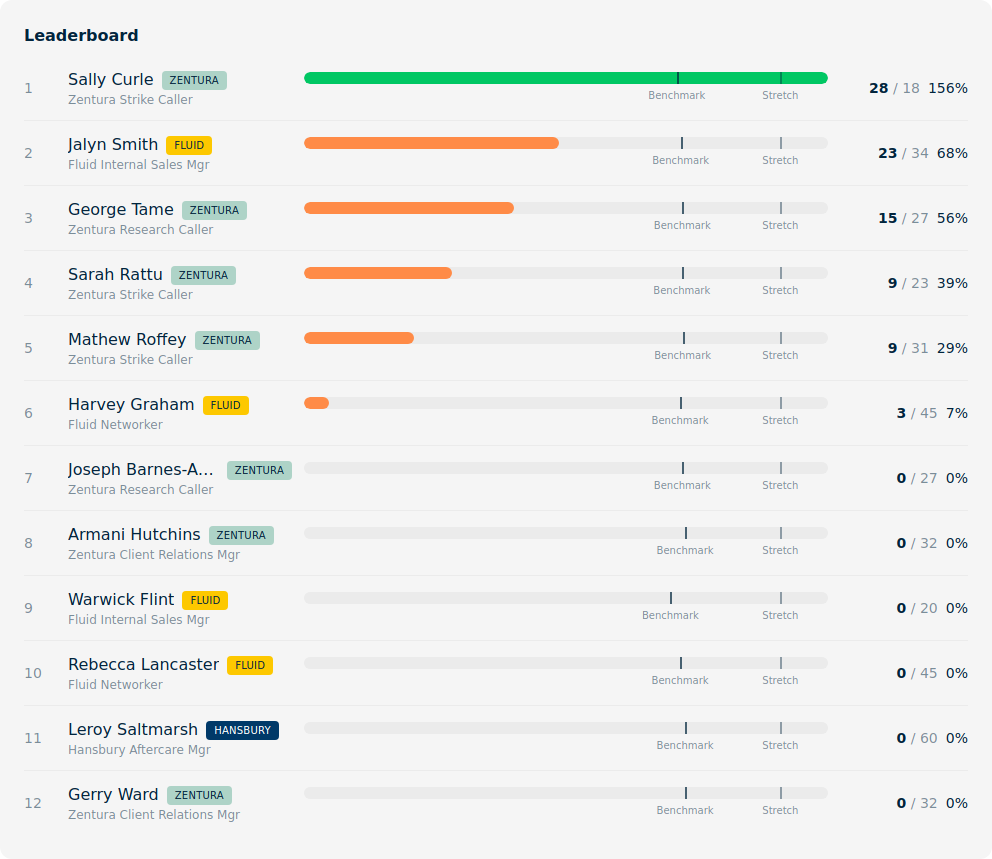 Leaderboard
1 Sally Curle ZENTURA 28 / 18 156%
Zentura Strike Caller Benchmark Stretch
2 Jalyn Smith FLUID 23 / 34 68%
Fluid Internal Sales Mgr Benchmark Stretch
3 George Tame ZENTURA 15 / 27 56%
Zentura Research Caller Benchmark Stretch
4 Sarah Rattu ZENTURA 9 / 23 39%
Zentura Strike Caller Benchmark Stretch
5 Mathew Roffey ZENTURA 9 / 31 29%
Zentura Strike Caller Benchmark Stretch
6 Harvey Graham FLUID 3 / 45 7%
Fluid Networker Benchmark Stretch
7 Joseph Barnes-A... ZENTURA 0 / 27 0%
Zentura Research Caller Benchmark Stretch
8 Armani Hutchins ZENTURA 0 / 32 0%
Zentura Client Relations Mgr Benchmark Stretch
9 Warwick Flint FLUID 0 / 20 0%
Fluid Internal Sales Mgr Benchmark Stretch
10 Rebecca Lancaster FLUID 0 / 45 0%
Fluid Networker Benchmark Stretch
11 Leroy Saltmarsh HANSBURY 0 / 60 0%
Hansbury Aftercare Mgr Benchmark Stretch
12 Gerry Ward ZENTURA 0 / 32 0%
Zentura Client Relations Mgr Benchmark Stretch